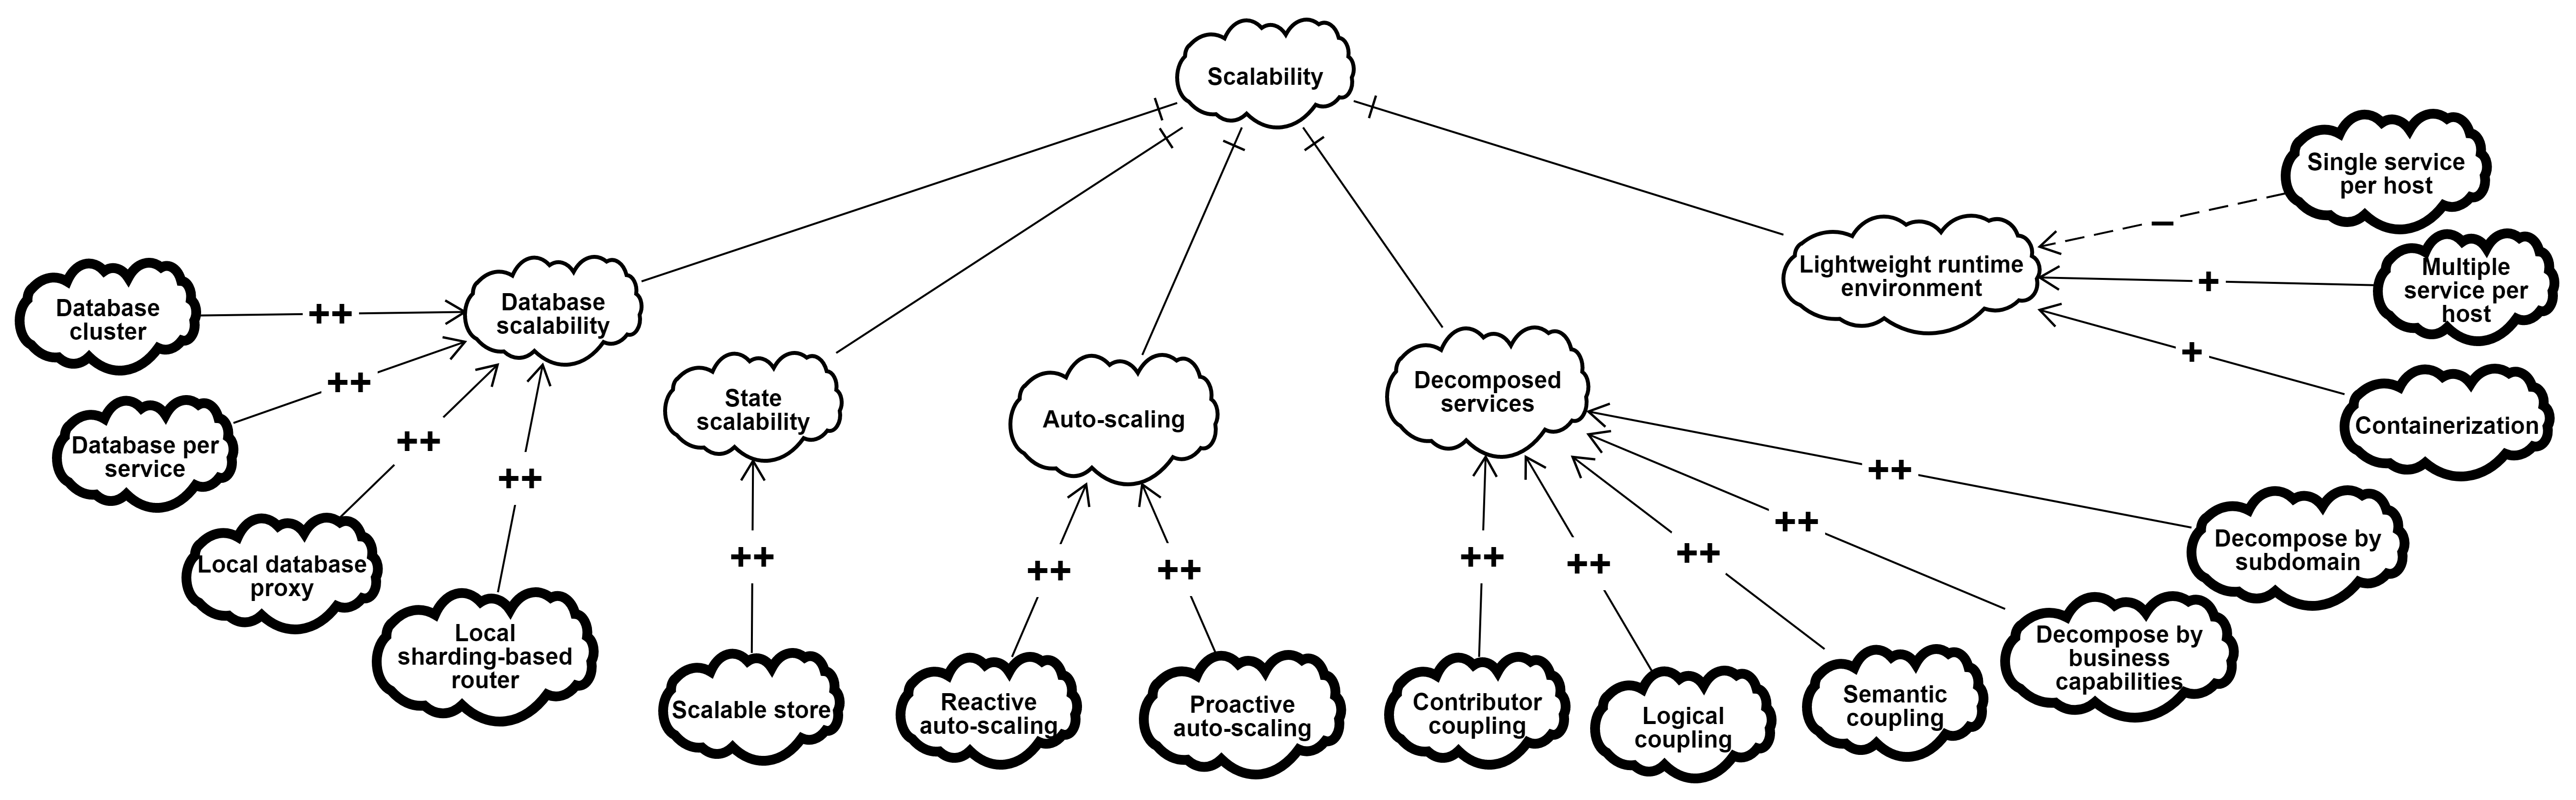 Scalability
Single service
per host
–
Lightweight runtime
environment
Multiple
service per
host
+
Database
cluster
++
Database
scalability
+
Containerization
++
Database per
service
State
scalability
Auto-scaling
Decomposed
services
++
++
Local database
proxy
Local
sharding-based
router
++
++
++
++
++
++
++
++
Decompose by
subdomain
Decompose by
business
capabilities
Scalable store
Reactive
auto-scaling
Proactive
auto-scaling
Contributor
coupling
Logical
coupling
Semantic
coupling